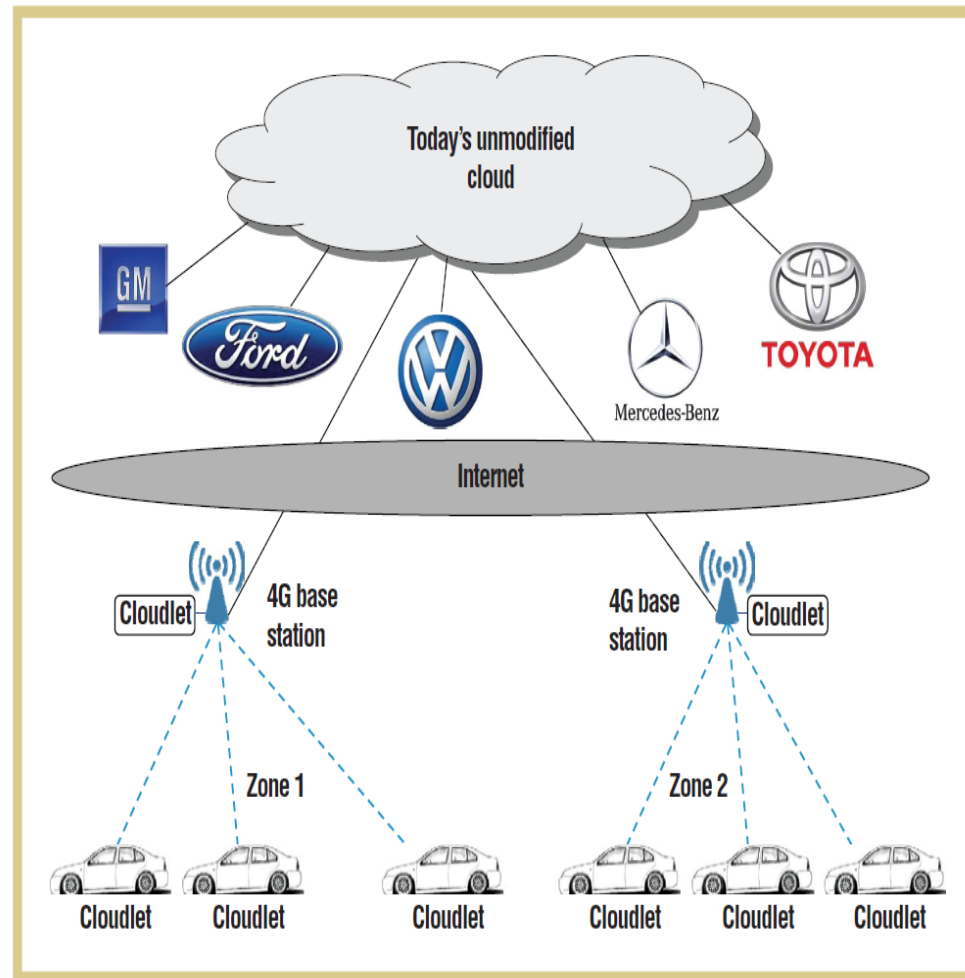 Today's unmodified
cloud
GM
Ford
VW
Mercedes-Benz
TOYOTA
Internet
Cloudlet
4G base
station
4G base
station
Cloudlet
Zone 1
Zone 2
Cloudlet
Cloudlet
Cloudlet
Cloudlet
Cloudlet
Cloudlet